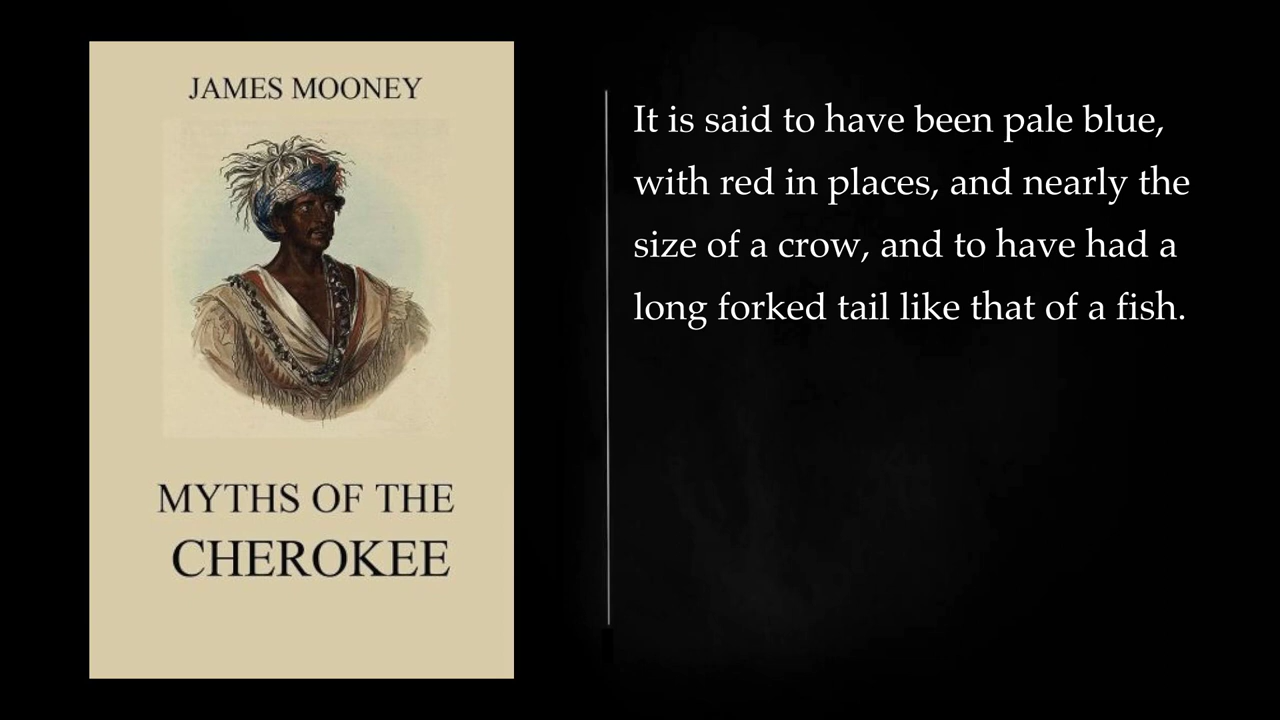 JAMES MOONEY
MYTHS OF THE
CHEROKEE
It is said to have been pale blue,
with red in places, and nearly the
size of a crow, and to have had a
long forked tail like that of a fish.